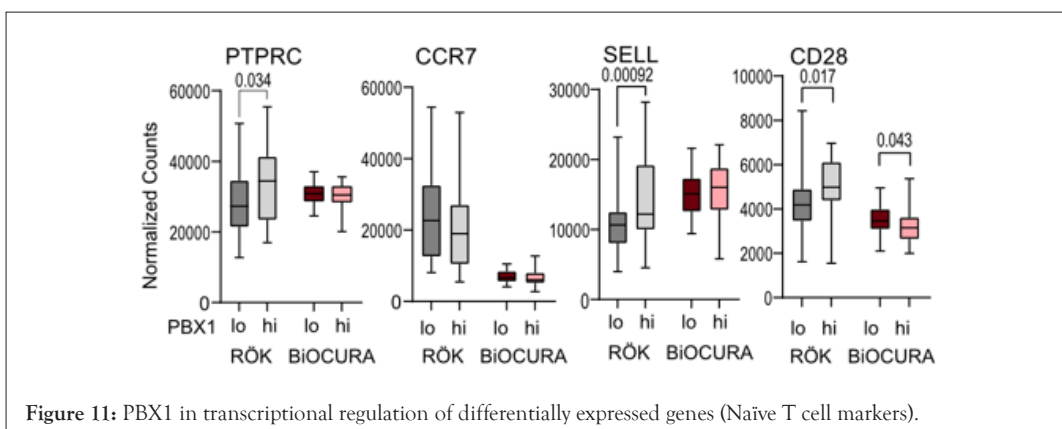 PTPRC CCR7 SELL CD28
0.034 0.00092 0.017 0.043
Normalized Counts
60000 40000 20000 0
60000 40000 20000 0
30000 20000 10000 0
10000 8000 6000 4000 2000 0
PBX1 lo hi lo hi lo hi lo hi lo hi lo hi lo hi lo hi
RÖK BiOCURA RÖK BiOCURA RÖK BiOCURA RÖK BiOCURA
Figure 11: PBX1 in transcriptional regulation of differentially expressed genes (Naïve T cell markers).